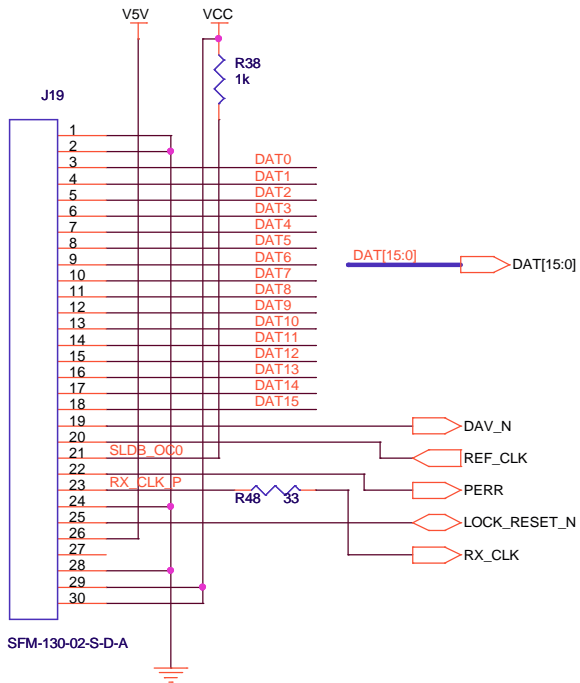 V5V VCC
R38
1k
J19
1
2
3 DAT0
4 DAT1
5 DAT2
6 DAT3
7 DAT4
8 DAT5
9 DAT6 DAT[15:0] DAT[15:0]
10 DAT7
11 DAT8
12 DAT9
13 DAT10
14 DAT11
15 DAT12
16 DAT13
17 DAT14
18 DAT15
19 DAV_N
20
21 SLDB_OC0 REF_CLK
22
23 RX_CLK_P R48 33 PERR
24
25 LOCK_RESET_N
26
27 RX_CLK
28
29
30
SFM-130-02-S-D-A